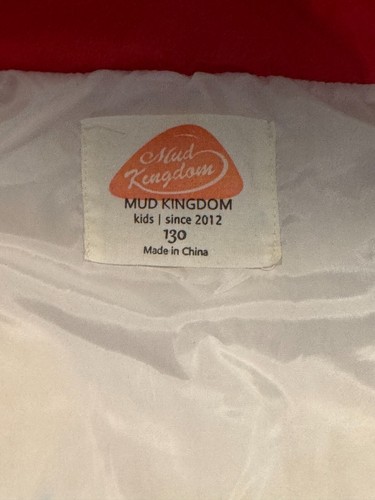 Mud
Kingdom
MUD KINGDOM
kids | since 2012
130
Made in China